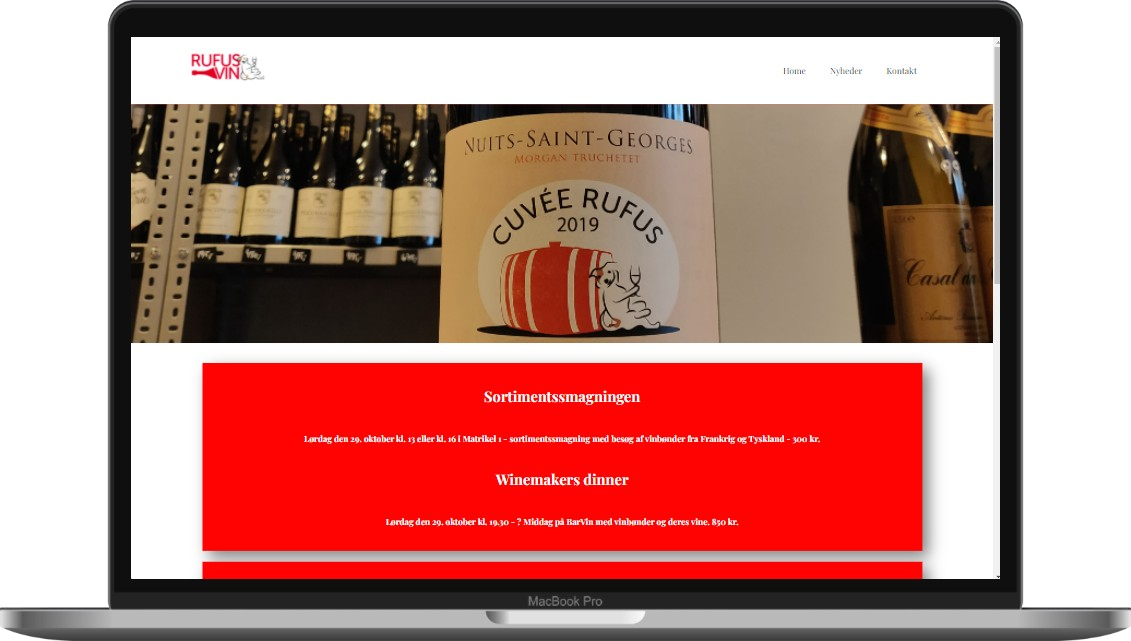 RUFUS
VIN
Home
Nyheder
Kontakt
NUITS-SAINT-GEORGES
MORGAN TRUCHETET
CUVÉE RUFUS
2019
Casal
Sortimentssmagningen
Lørdag den 29. oktober kl. 13 eller kl. 16 i Matrikel 1 - sortimentssmagning med besøg af vinbønder fra Frankrig og Tyskland - 300 kr.
Winemakers dinner
Lørdag den 29. oktober kl. 19.30 - ? Middag på BarVin med vinbønder og deres vine. 850 kr.
MacBook Pro